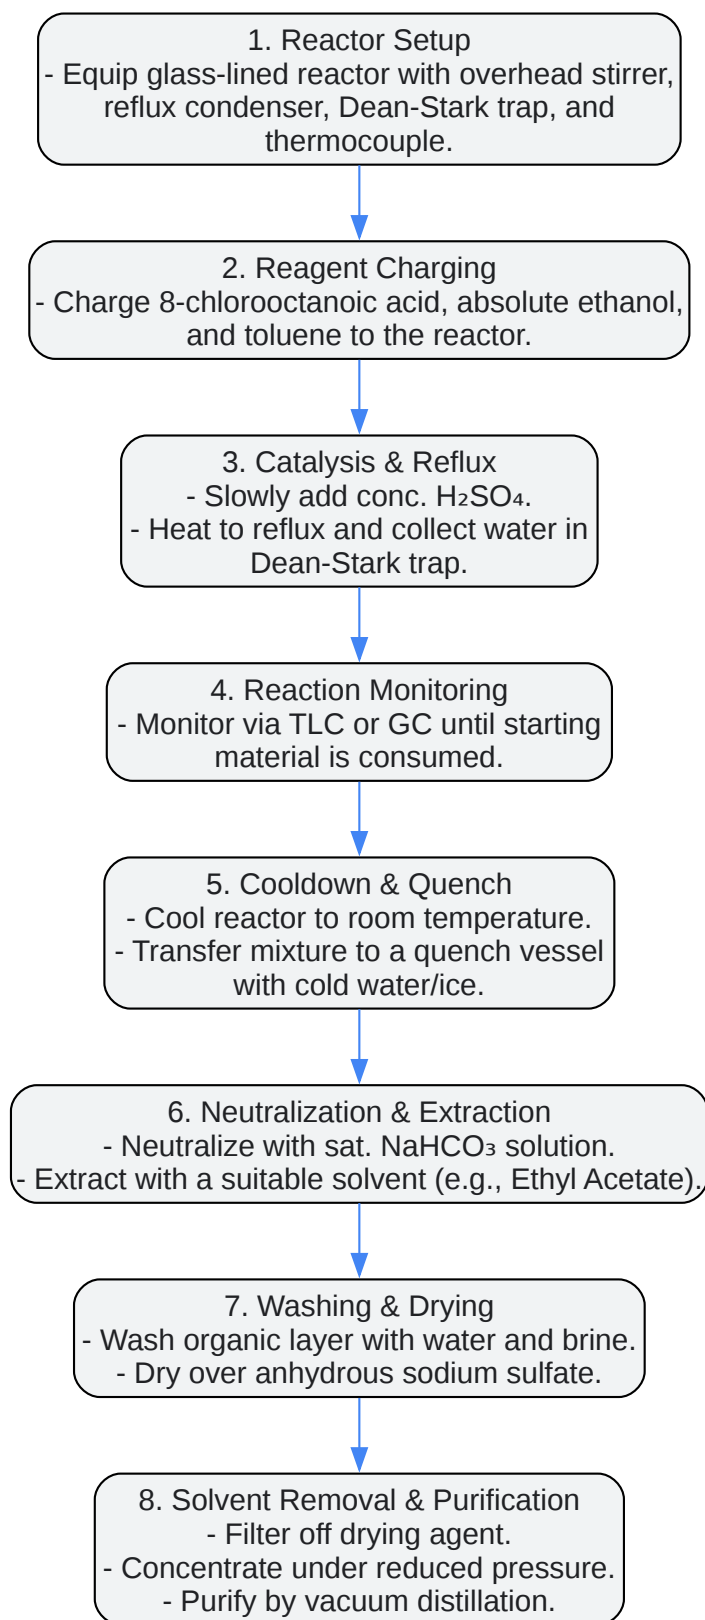 1. Reactor Setup
- Equip glass-lined reactor with overhead stirrer,
reflux condenser, Dean-Stark trap, and
thermocouple.
2. Reagent Charging
- Charge 8-chlorooctanoic acid, absolute ethanol,
and toluene to the reactor.
3. Catalysis & Reflux
- Slowly add conc. H₂SO₄.
- Heat to reflux and collect water in
Dean-Stark trap.
4. Reaction Monitoring
- Monitor via TLC or GC until starting
material is consumed.
5. Cooldown & Quench
- Cool reactor to room temperature.
- Transfer mixture to a quench vessel
with cold water/ice.
6. Neutralization & Extraction
- Neutralize with sat. NaHCO₃ solution.
- Extract with a suitable solvent (e.g., Ethyl Acetate).
7. Washing & Drying
- Wash organic layer with water and brine.
- Dry over anhydrous sodium sulfate.
8. Solvent Removal & Purification
- Filter off drying agent.
- Concentrate under reduced pressure.
- Purify by vacuum distillation.